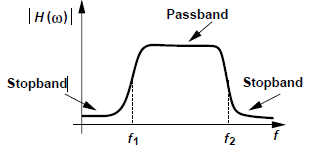 |H(ω)|
Passband
Stopband
Stopband
f1
f2
f